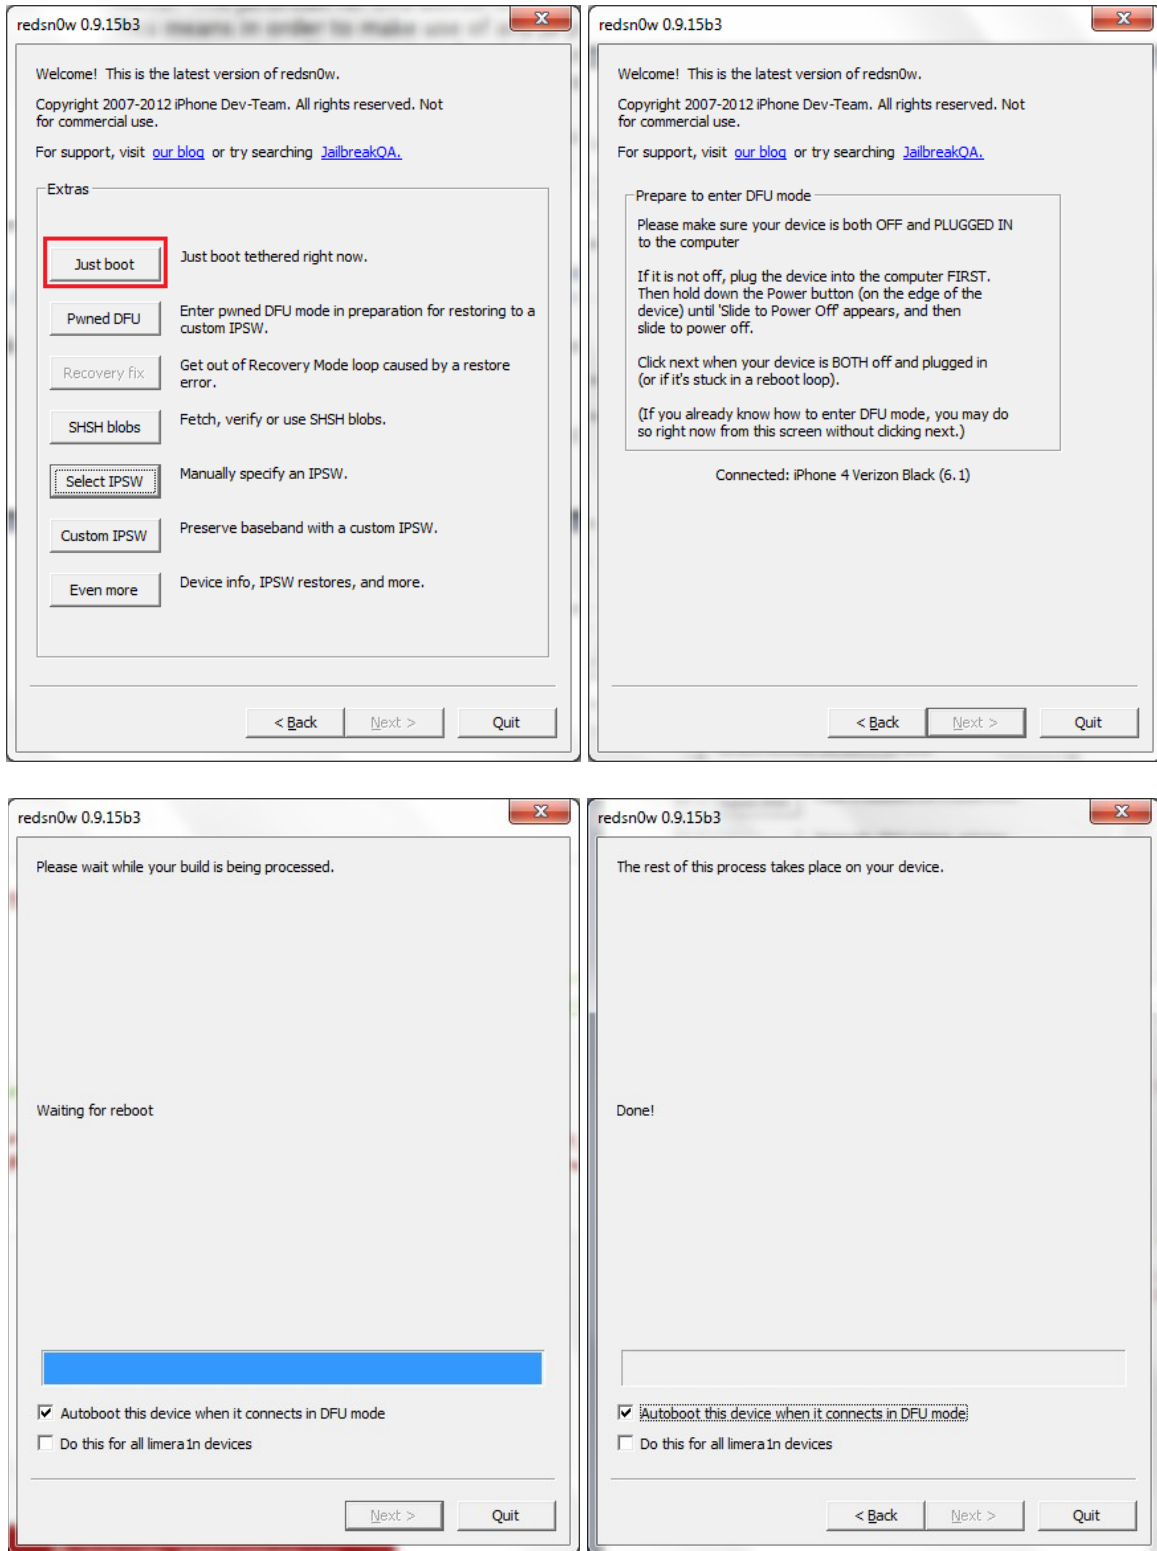 redsn0w 0.9.15b3
Welcome! This is the latest version of redsn0w.
Copyright 2007-2012 iPhone Dev-Team. All rights reserved. Not
for commercial use.
For support, visit our blog or try searching JailbreakQA.
Extras
Just boot
Just boot tethered right now.
Pwned DFU
Enter pwned DFU mode in preparation for restoring to a
custom IPSW.
Recovery fix
Get out of Recovery Mode loop caused by a restore
error.
SHSH blobs
Fetch, verify or use SHSH blobs.
Select IPSW
Manually specify an IPSW.
Custom IPSW
Preserve baseband with a custom IPSW.
Even more
Device info, IPSW restores, and more.
< Back
Next >
Quit
redsn0w 0.9.15b3
Welcome! This is the latest version of redsn0w.
Copyright 2007-2012 iPhone Dev-Team. All rights reserved. Not
for commercial use.
For support, visit our blog or try searching JailbreakQA.
Prepare to enter DFU mode
Please make sure your device is both OFF and PLUGGED IN
to the computer
If it is not off, plug the device into the computer FIRST.
Then hold down the Power button (on the edge of the
device) until 'Slide to Power Off' appears, and then
slide to power off.
Click next when your device is BOTH off and plugged in
(or if it's stuck in a reboot loop).
(If you already know how to enter DFU mode, you may do
so right now from this screen without clicking next.)
Connected: iPhone 4 Verizon Black (6.1)
< Back
Next >
Quit
redsn0w 0.9.15b3
Please wait while your build is being processed.
Waiting for reboot
Autoboot this device when it connects in DFU mode
Do this for all limera1n devices
Next >
Quit
redsn0w 0.9.15b3
The rest of this process takes place on your device.
Done!
Autoboot this device when it connects in DFU mode
Do this for all limera1n devices
< Back
Next >
Quit